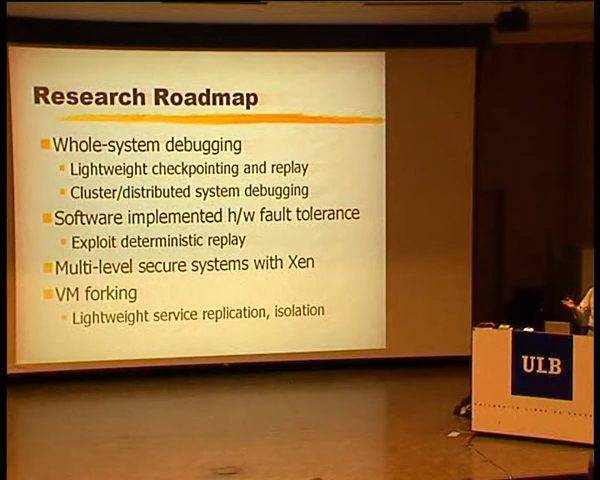 Research Roadmap
Whole-system debugging
Lightweight checkpointing and replay
Cluster/distributed system debugging
Software implemented h/w fault tolerance
Exploit deterministic replay
Multi-level secure systems with Xen
VM forking
Lightweight service replication, isolation
ULB